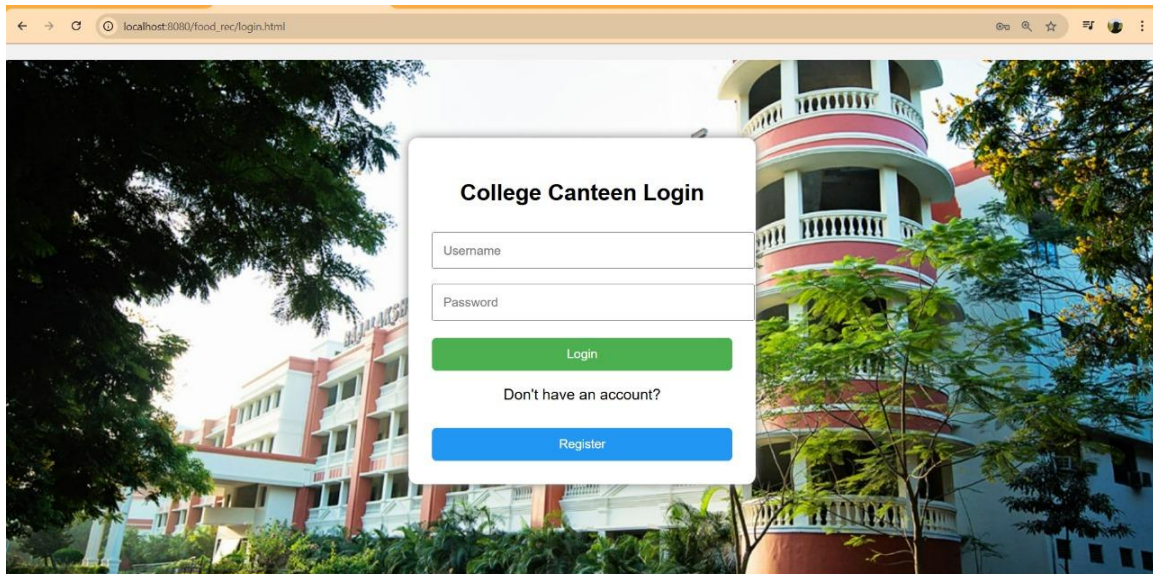 localhost:8080/food_rec/login.html
College Canteen Login
Username
Password
Login
Don't have an account?
Register